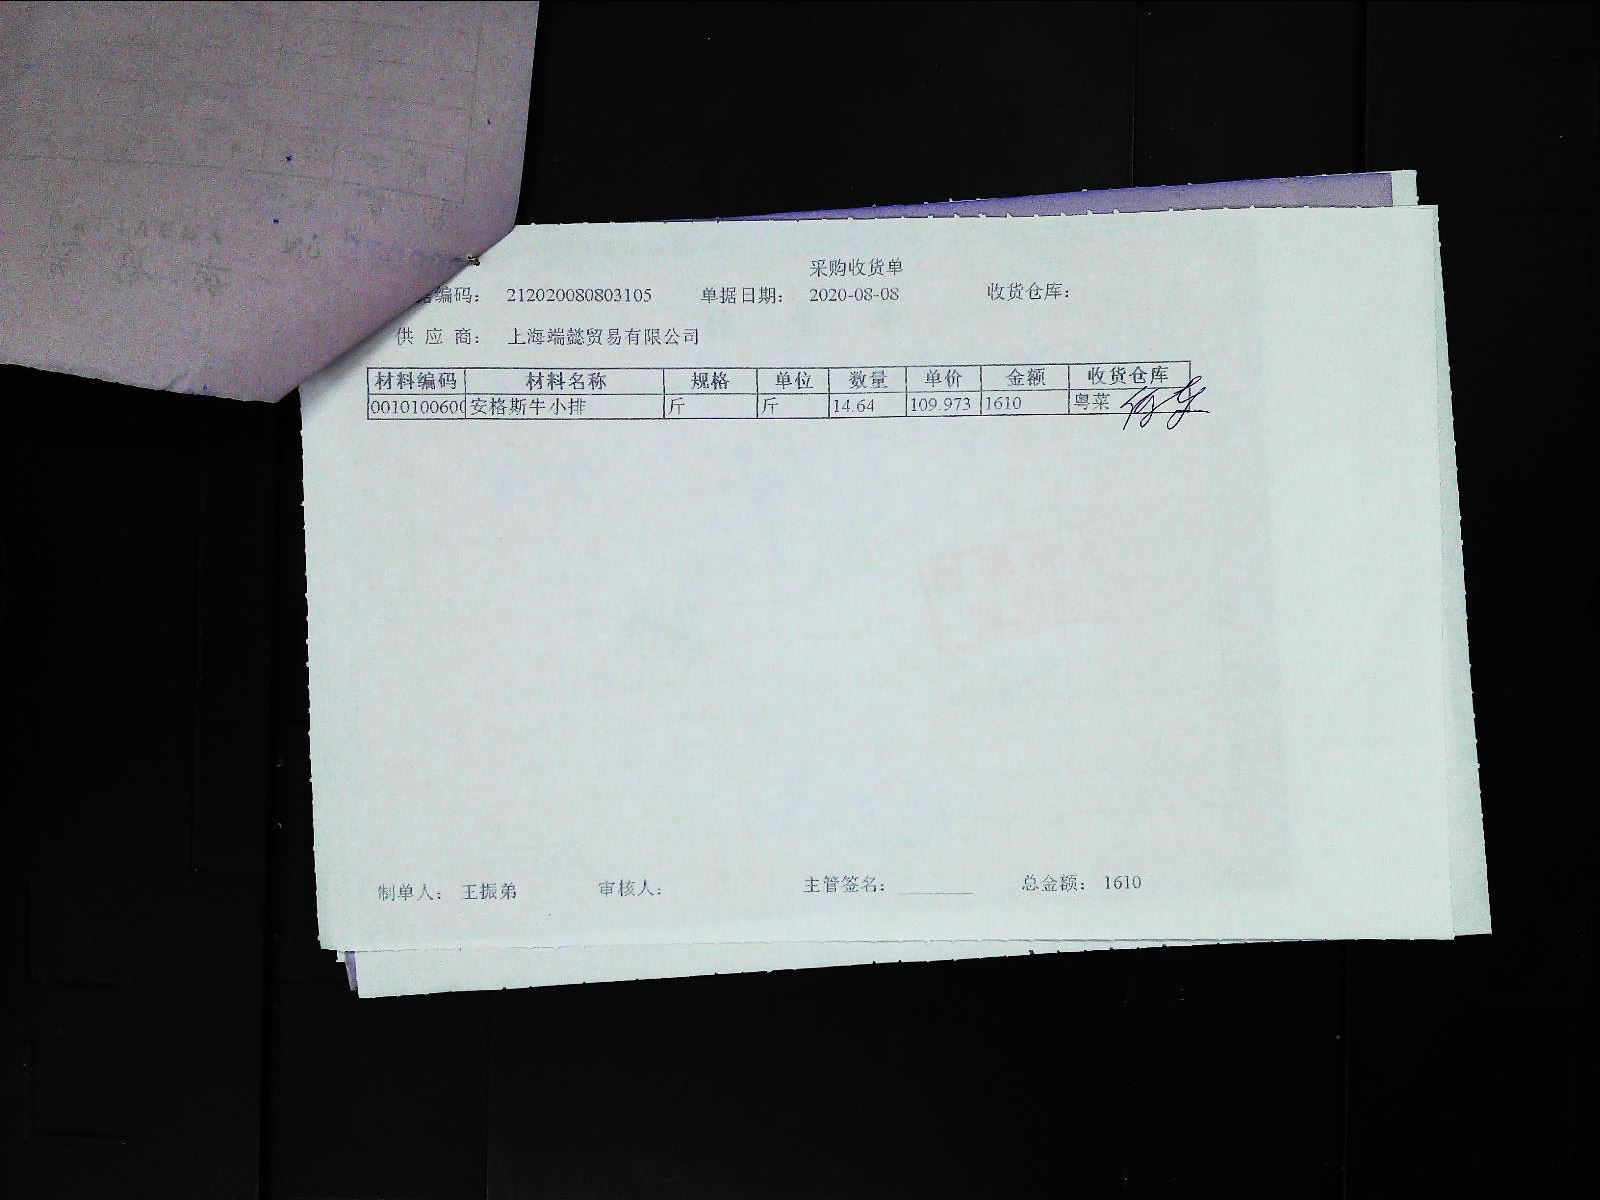 采购收货单
编码： 212020080803105 单据日期： 2020-08-08 收货仓库：
供 应 商： 上海端懿贸易有限公司
材料编码 材料名称 规格 单位 数量 单价 金额 收货仓库
0010100600 安格斯牛小排 斤 斤 14.64 109.973 1610 粤菜
制单人： 王振弟 审核人： 主管签名： 总金额： 1610